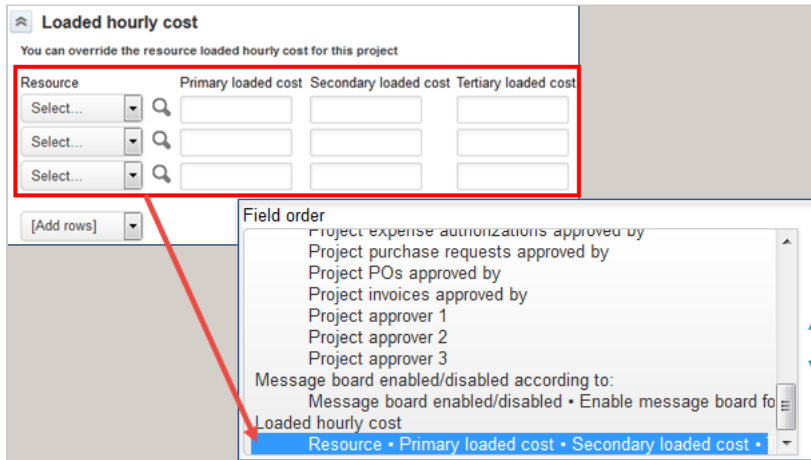 Loaded hourly cost
You can override the resource loaded hourly cost for this project
Resource Primary loaded cost Secondary loaded cost Tertiary loaded cost
Select...
Select...
Select...
[Add rows]
Field order
Project expense authorizations approved by
Project purchase requests approved by
Project POs approved by
Project invoices approved by
Project approver 1
Project approver 2
Project approver 3
Message board enabled/disabled according to:
Message board enabled/disabled • Enable message board fo
Loaded hourly cost
Resource • Primary loaded cost • Secondary loaded cost •